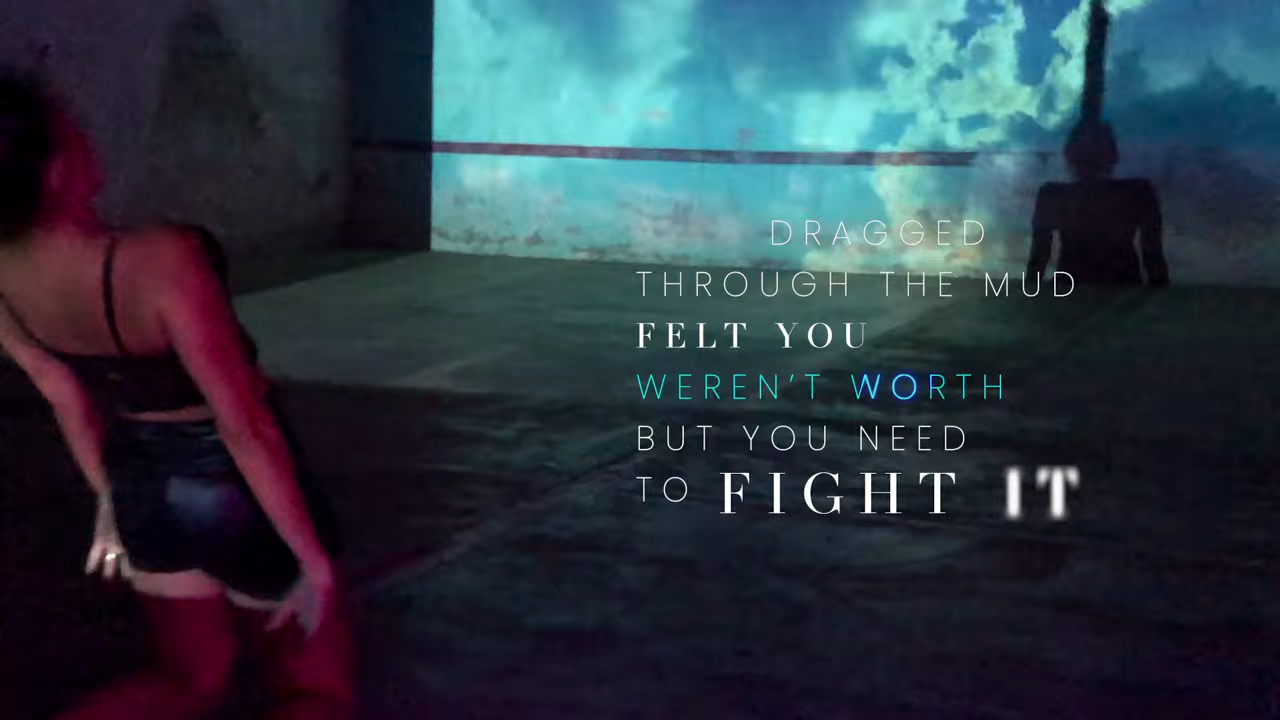 DRAGGED
THROUGH THE MUD
FELT YOU
WEREN'T WORTH
BUT YOU NEED
TO FIGHT IT